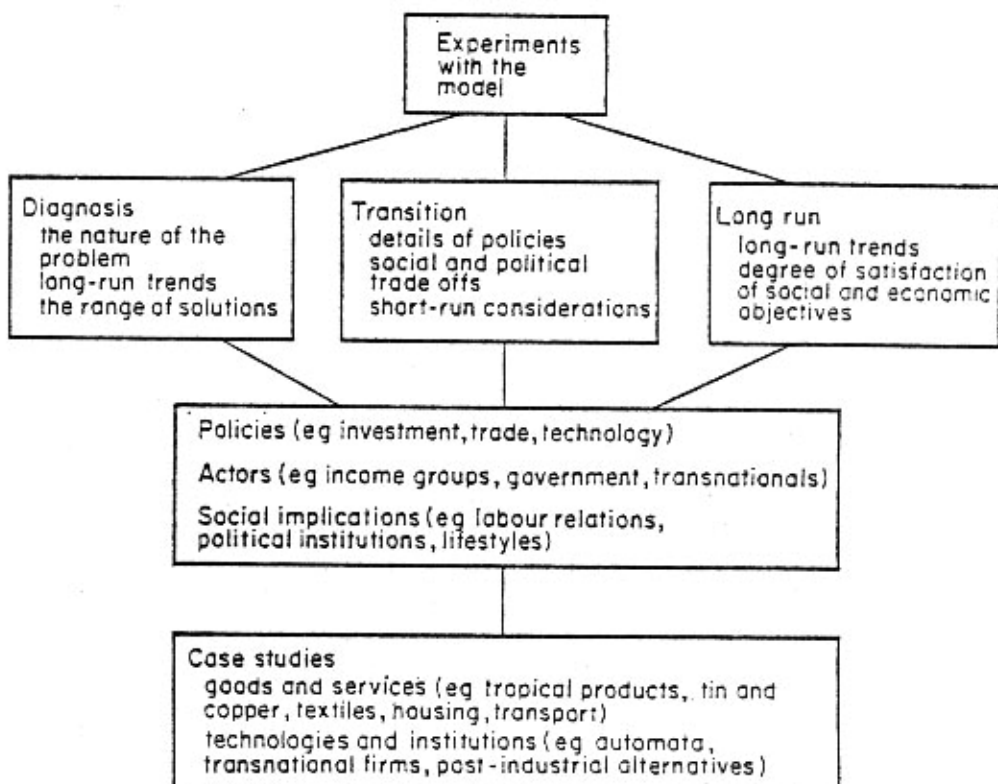 Experiments
with the
model
Diagnosis
the nature of the
problem
long-run trends
the range of solutions
Transition
details of policies
social and political
trade offs
short-run considerations
Long run
long-run trends
degree of satisfaction
of social and economic
objectives
Policies (eg investment, trade, technology)
Actors (eg income groups, government, transnationals)
Social implications (eg labour relations,
political institutions, lifestyles)
Case studies
goods and services (eg tropical products, tin and
copper, textiles, housing, transport)
technologies and institutions (eg automata,
transnational firms, post-industrial alternatives)